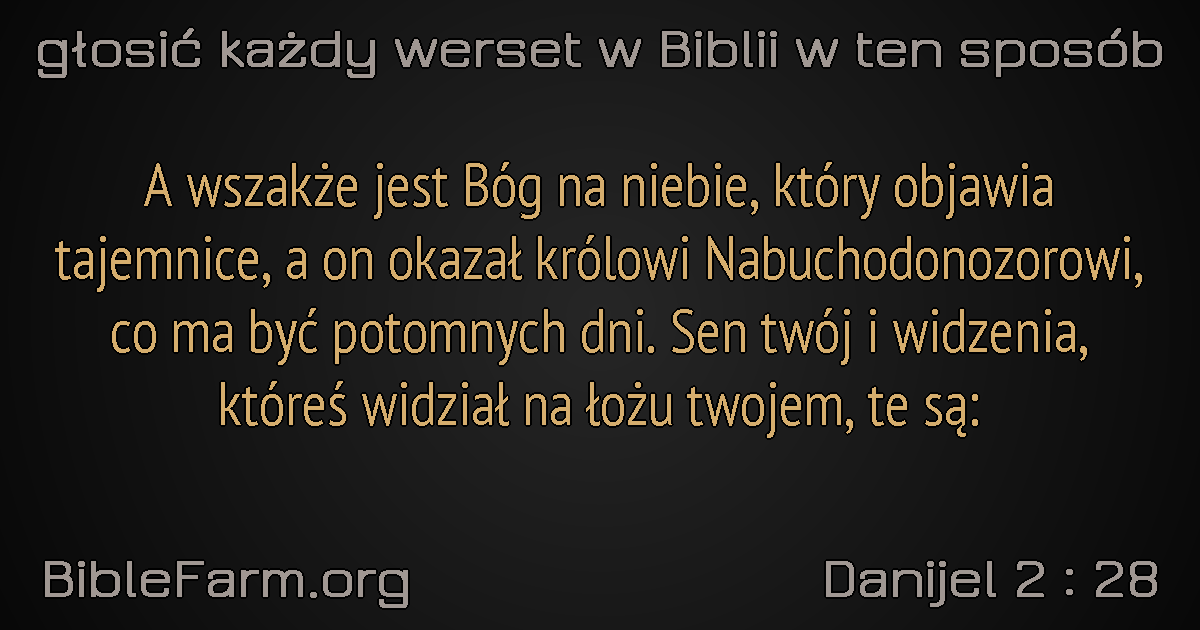 głosić każdy werset w Biblii w ten sposób
A wszakże jest Bóg na niebie, który objawia
tajemnice, a on okazał królowi Nabuchodonozorowi,
co ma być potomnych dni. Sen twój i widzenia,
któreś widział na łożu twojem, te są:
BibleFarm.org
Danijel 2 : 28